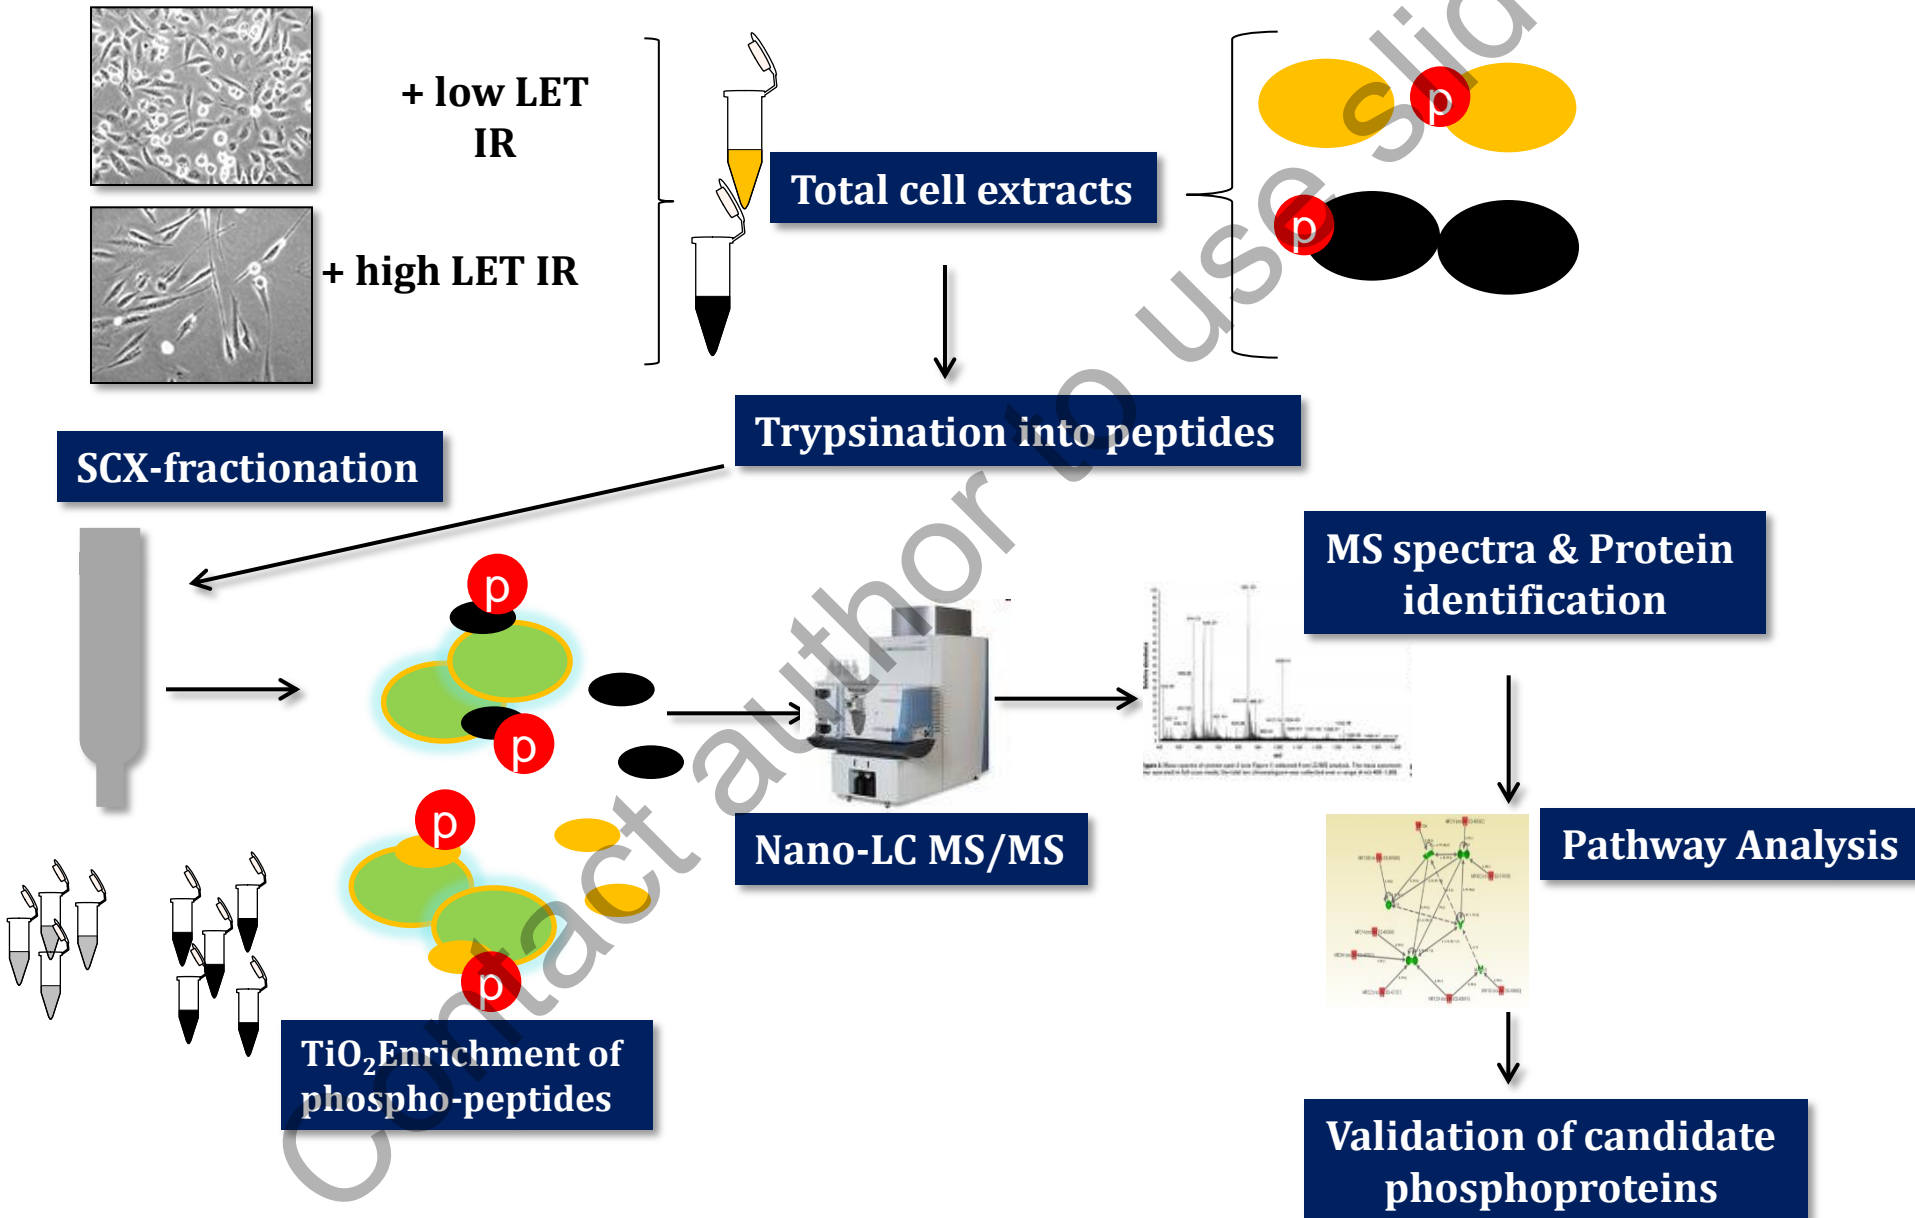 + low LET
IR
+ high LET IR
Total cell extracts
p
p
Trypsination into peptides
SCX-fractionation
MS spectra & Protein
identification
p
p
p
p
Nano-LC MS/MS
Pathway Analysis
TiO₂Enrichment of
phospho-peptides
Validation of candidate
phosphoproteins
Contact author to use slid